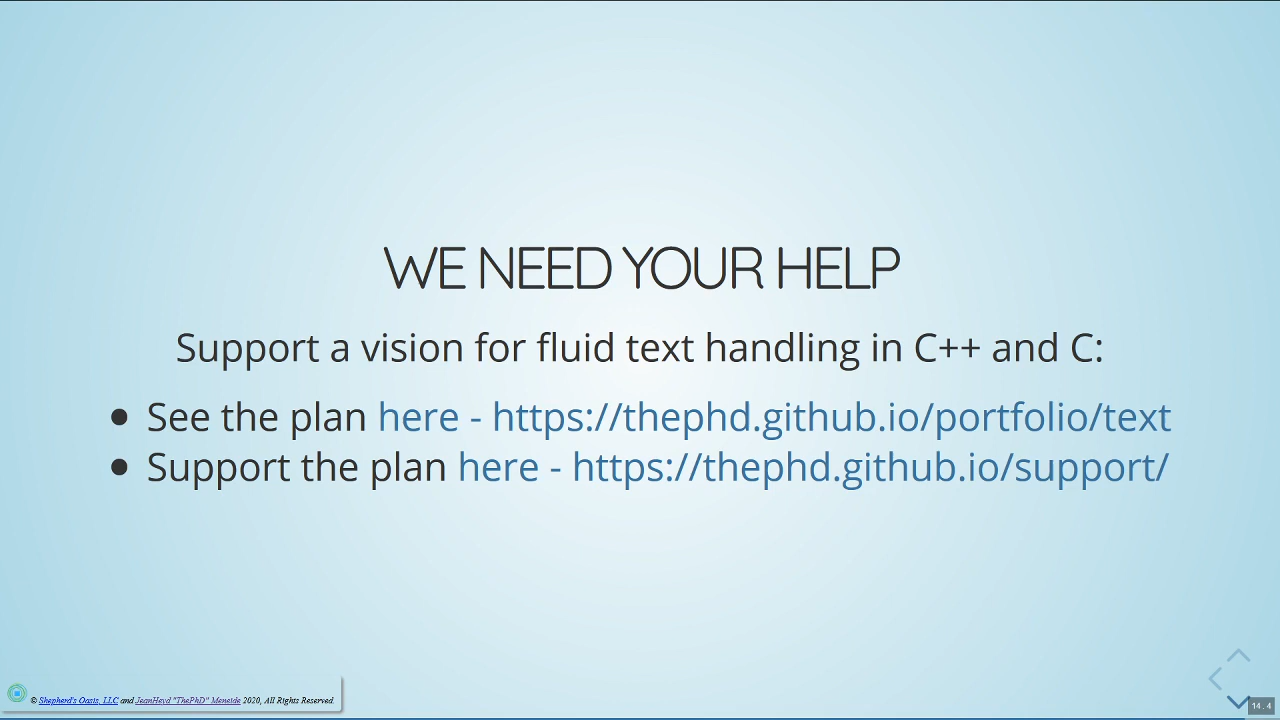 WE NEED YOUR HELP
Support a vision for fluid text handling in C++ and C:
● See the plan here - https://thephd.github.io/portfolio/text
● Support the plan here - https://thephd.github.io/support/
© Shepherd's Oasis, LLC and JeanHeyd "ThePhD" Meneide 2020, All Rights Reserved.
14.4